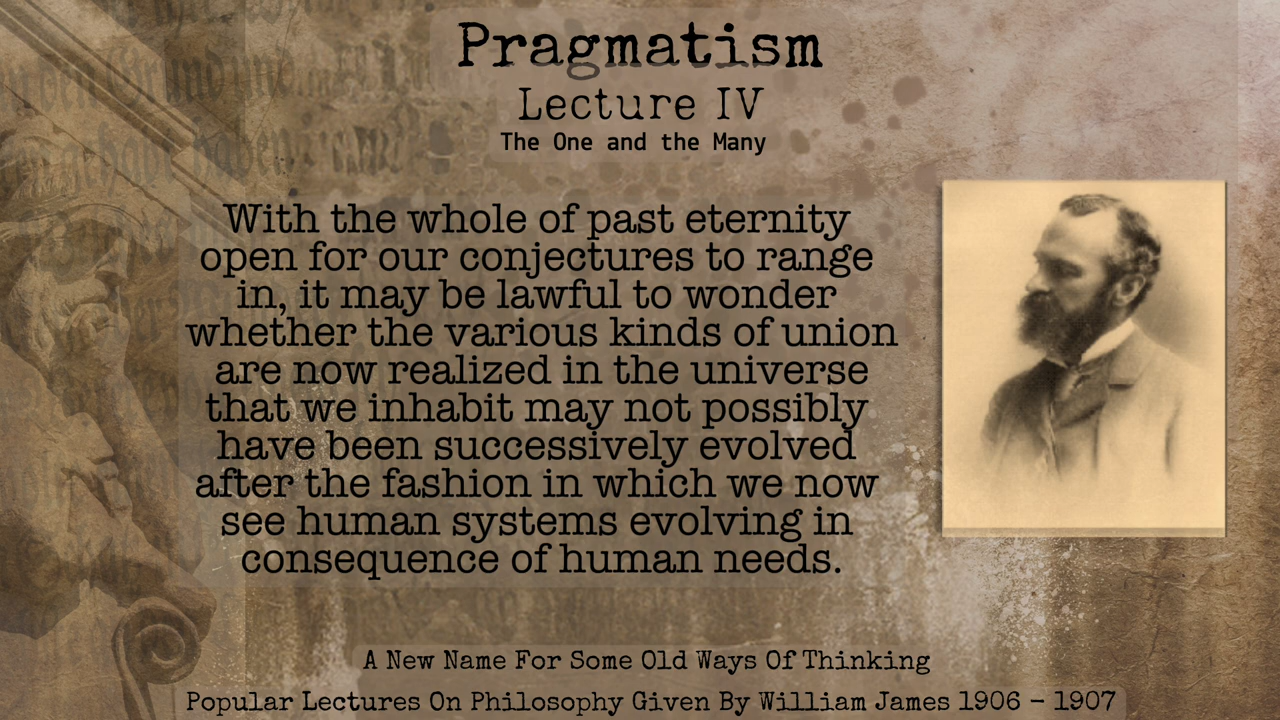 Pragmatism
Lecture IV
The One and the Many
With the whole of past eternity
open for our conjectures to range
in, it may be lawful to wonder
whether the various kinds of union
are now realized in the universe
that we inhabit may not possibly
have been successively evolved
after the fashion in which we now
see human systems evolving in
consequence of human needs.
A New Name For Some Old Ways Of Thinking
Popular Lectures On Philosophy Given By William James 1906 – 1907